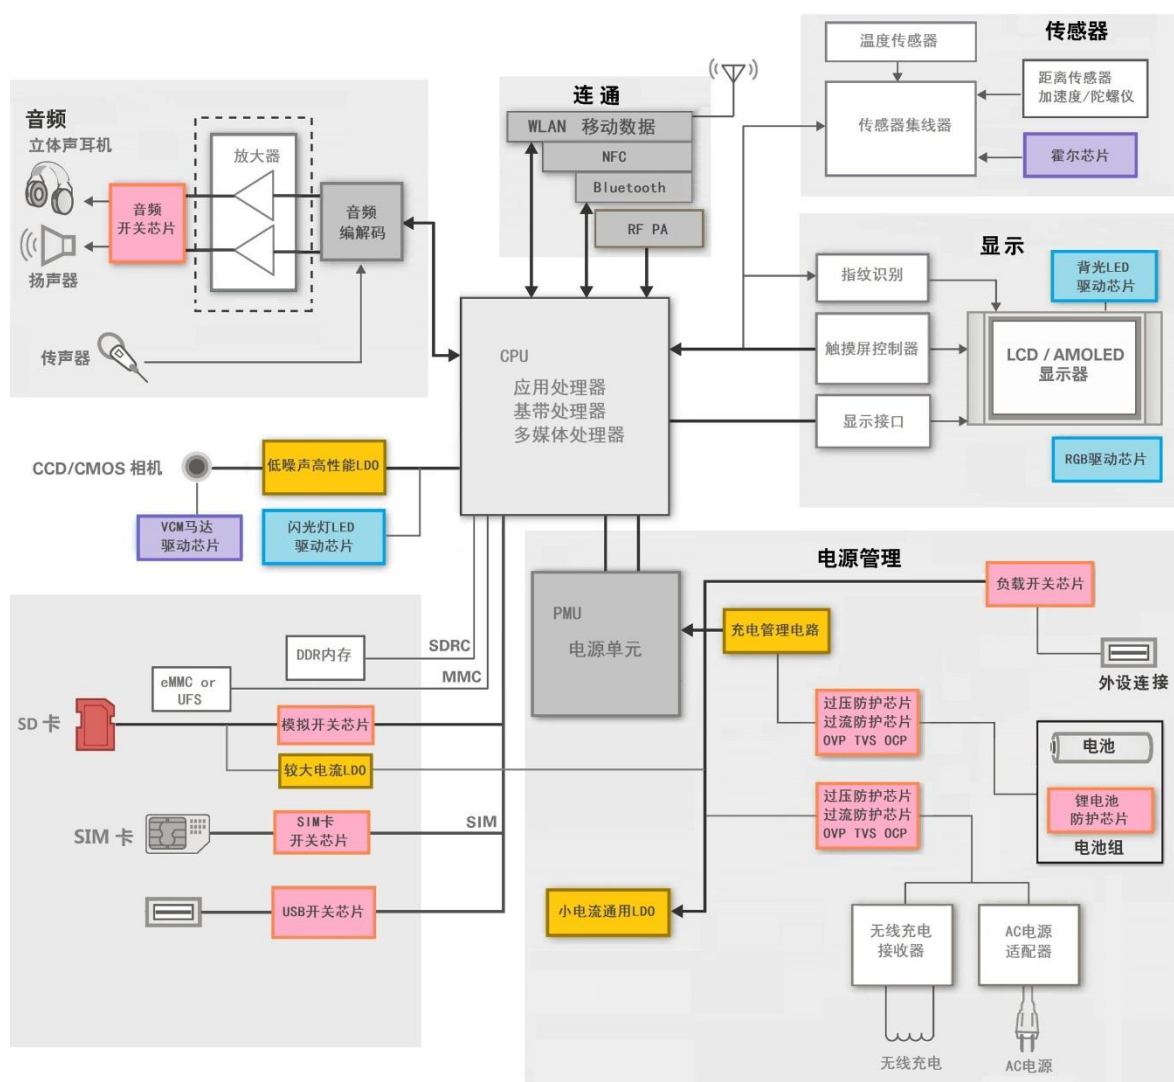 音频
立体声耳机
音频
开关芯片
扬声器
放大器
音频
编解码
传声器
连通
WLAN 移动数据
NFC
Bluetooth
RF PA
传感器
温度传感器
传感器集线器
距离传感器
加速度/陀螺仪
霍尔芯片
显示
指纹识别
触摸屏控制器
显示接口
背光LED
驱动芯片
LCD / AMOLED
显示器
RGB驱动芯片
CPU
应用处理器
基带处理器
多媒体处理器
CCD/CMOS 相机
低噪声高性能LDO
VCM马达
驱动芯片
闪光灯LED
驱动芯片
DDR内存
SDRC
eMMC or
UFS
MMC
SD 卡
模拟开关芯片
较大电流LDO
SIM 卡
SIM卡
开关芯片
SIM
USB开关芯片
电源管理
PMU
电源单元
充电管理电路
负载开关芯片
外设连接
过压防护芯片
过流防护芯片
OVP TVS OCP
电池
锂电池
防护芯片
电池组
过压防护芯片
过流防护芯片
OVP TVS OCP
小电流通用LDO
无线充电
接收器
AC电源
适配器
无线充电
AC电源